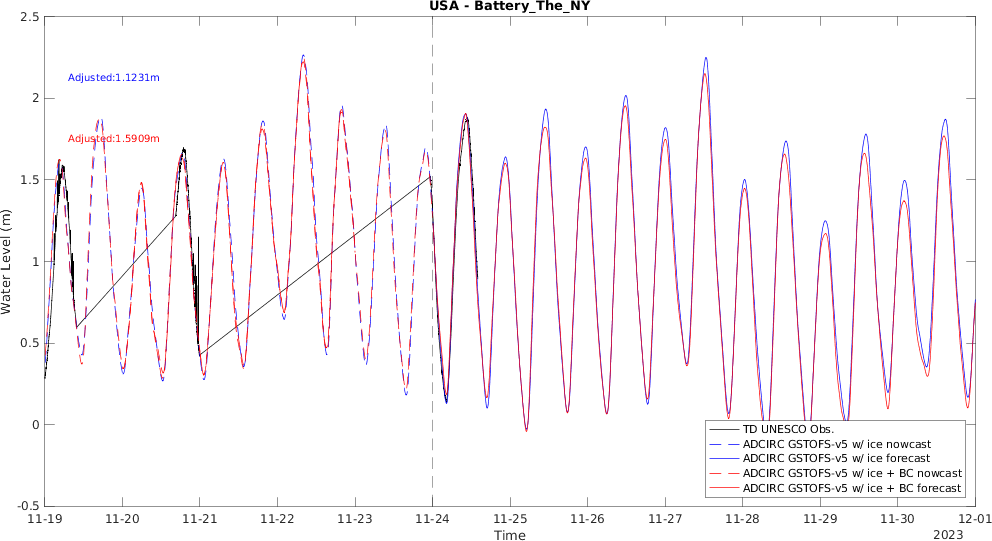 USA - Battery_The_NY
2.5
Adjusted:1.1231m
2
Adjusted:1.5909m
1.5
Water Level (m)
1
0.5
0
TD UNESCO Obs.
ADCIRC GSTOFS-v5 w/ ice nowcast
ADCIRC GSTOFS-v5 w/ ice forecast
ADCIRC GSTOFS-v5 w/ ice + BC nowcast
ADCIRC GSTOFS-v5 w/ ice + BC forecast
-0.5
11-19 11-20 11-21 11-22 11-23 11-24 11-25 11-26 11-27 11-28 11-29 11-30 12-01
Time
2023